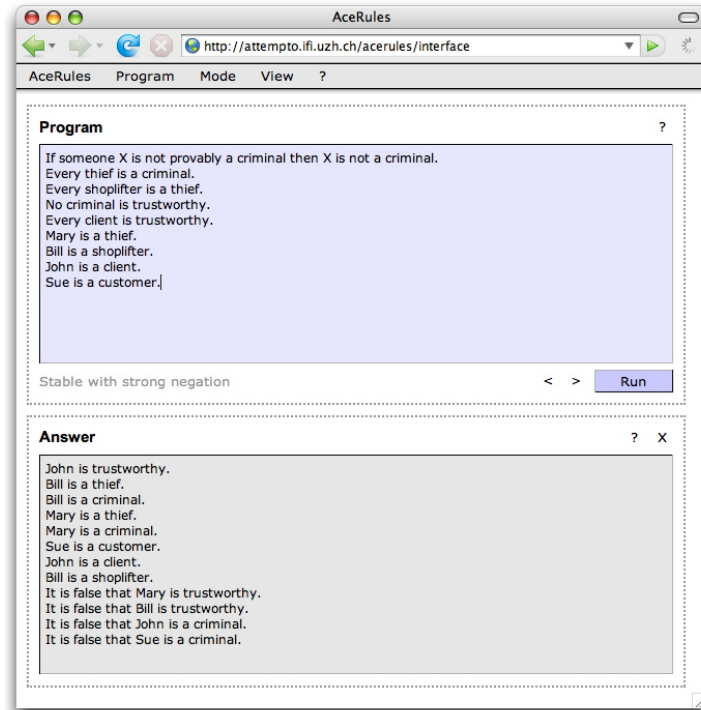 AceRules
http://attempto.ifi.uzh.ch/acerules/interface
AceRules Program Mode View ?
Program ?
If someone X is not provably a criminal then X is not a criminal.
Every thief is a criminal.
Every shoplifter is a thief.
No criminal is trustworthy.
Every client is trustworthy.
Mary is a thief.
Bill is a shoplifter.
John is a client.
Sue is a customer.
Stable with strong negation < > Run
Answer ? X
John is trustworthy.
Bill is a thief.
Bill is a criminal.
Mary is a thief.
Mary is a criminal.
Sue is a customer.
John is a client.
Bill is a shoplifter.
It is false that Mary is trustworthy.
It is false that Bill is trustworthy.
It is false that John is a criminal.
It is false that Sue is a criminal.